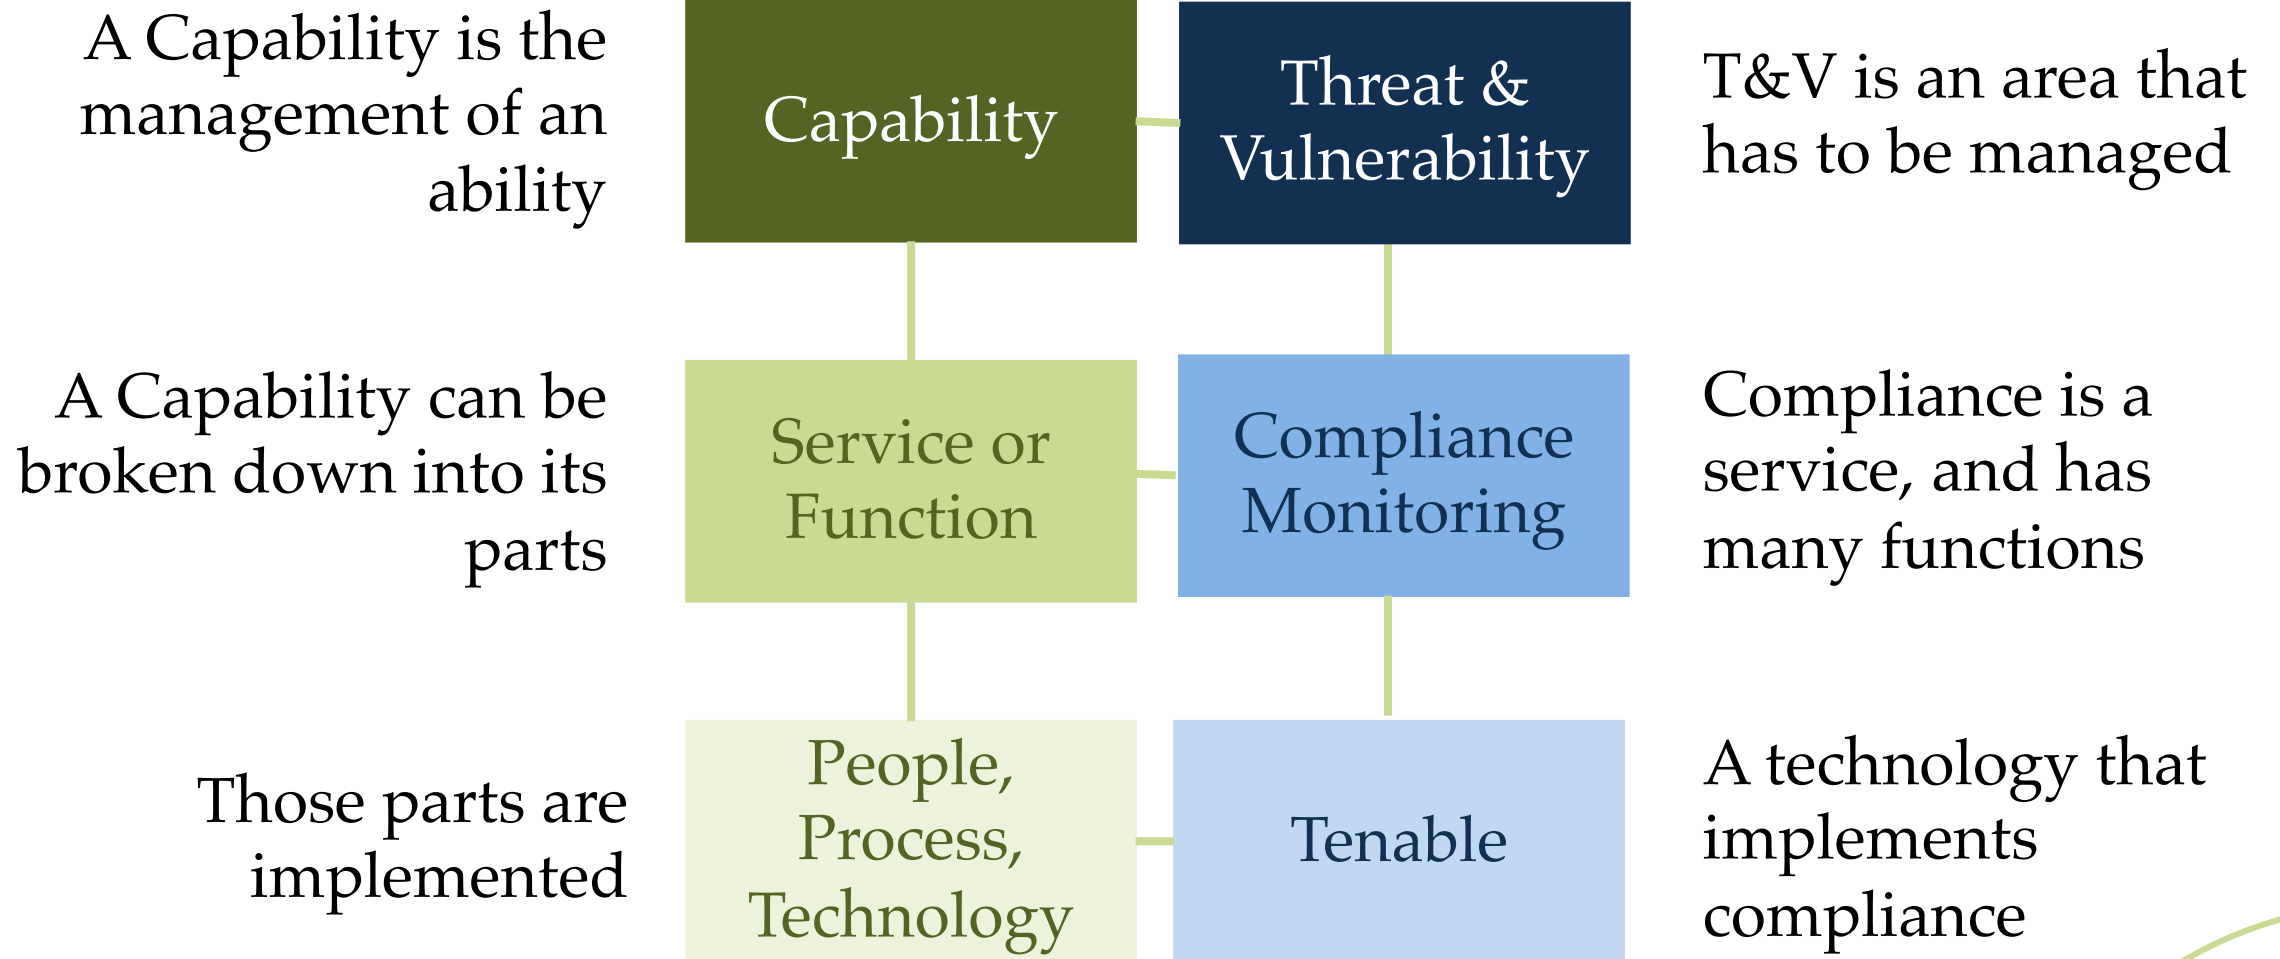 A Capability is the
management of an
ability
Capability
Threat &
Vulnerability
T&V is an area that
has to be managed
A Capability can be
broken down into its
parts
Service or
Function
Compliance
Monitoring
Compliance is a
service, and has
many functions
Those parts are
implemented
People,
Process,
Technology
Tenable
A technology that
implements
compliance